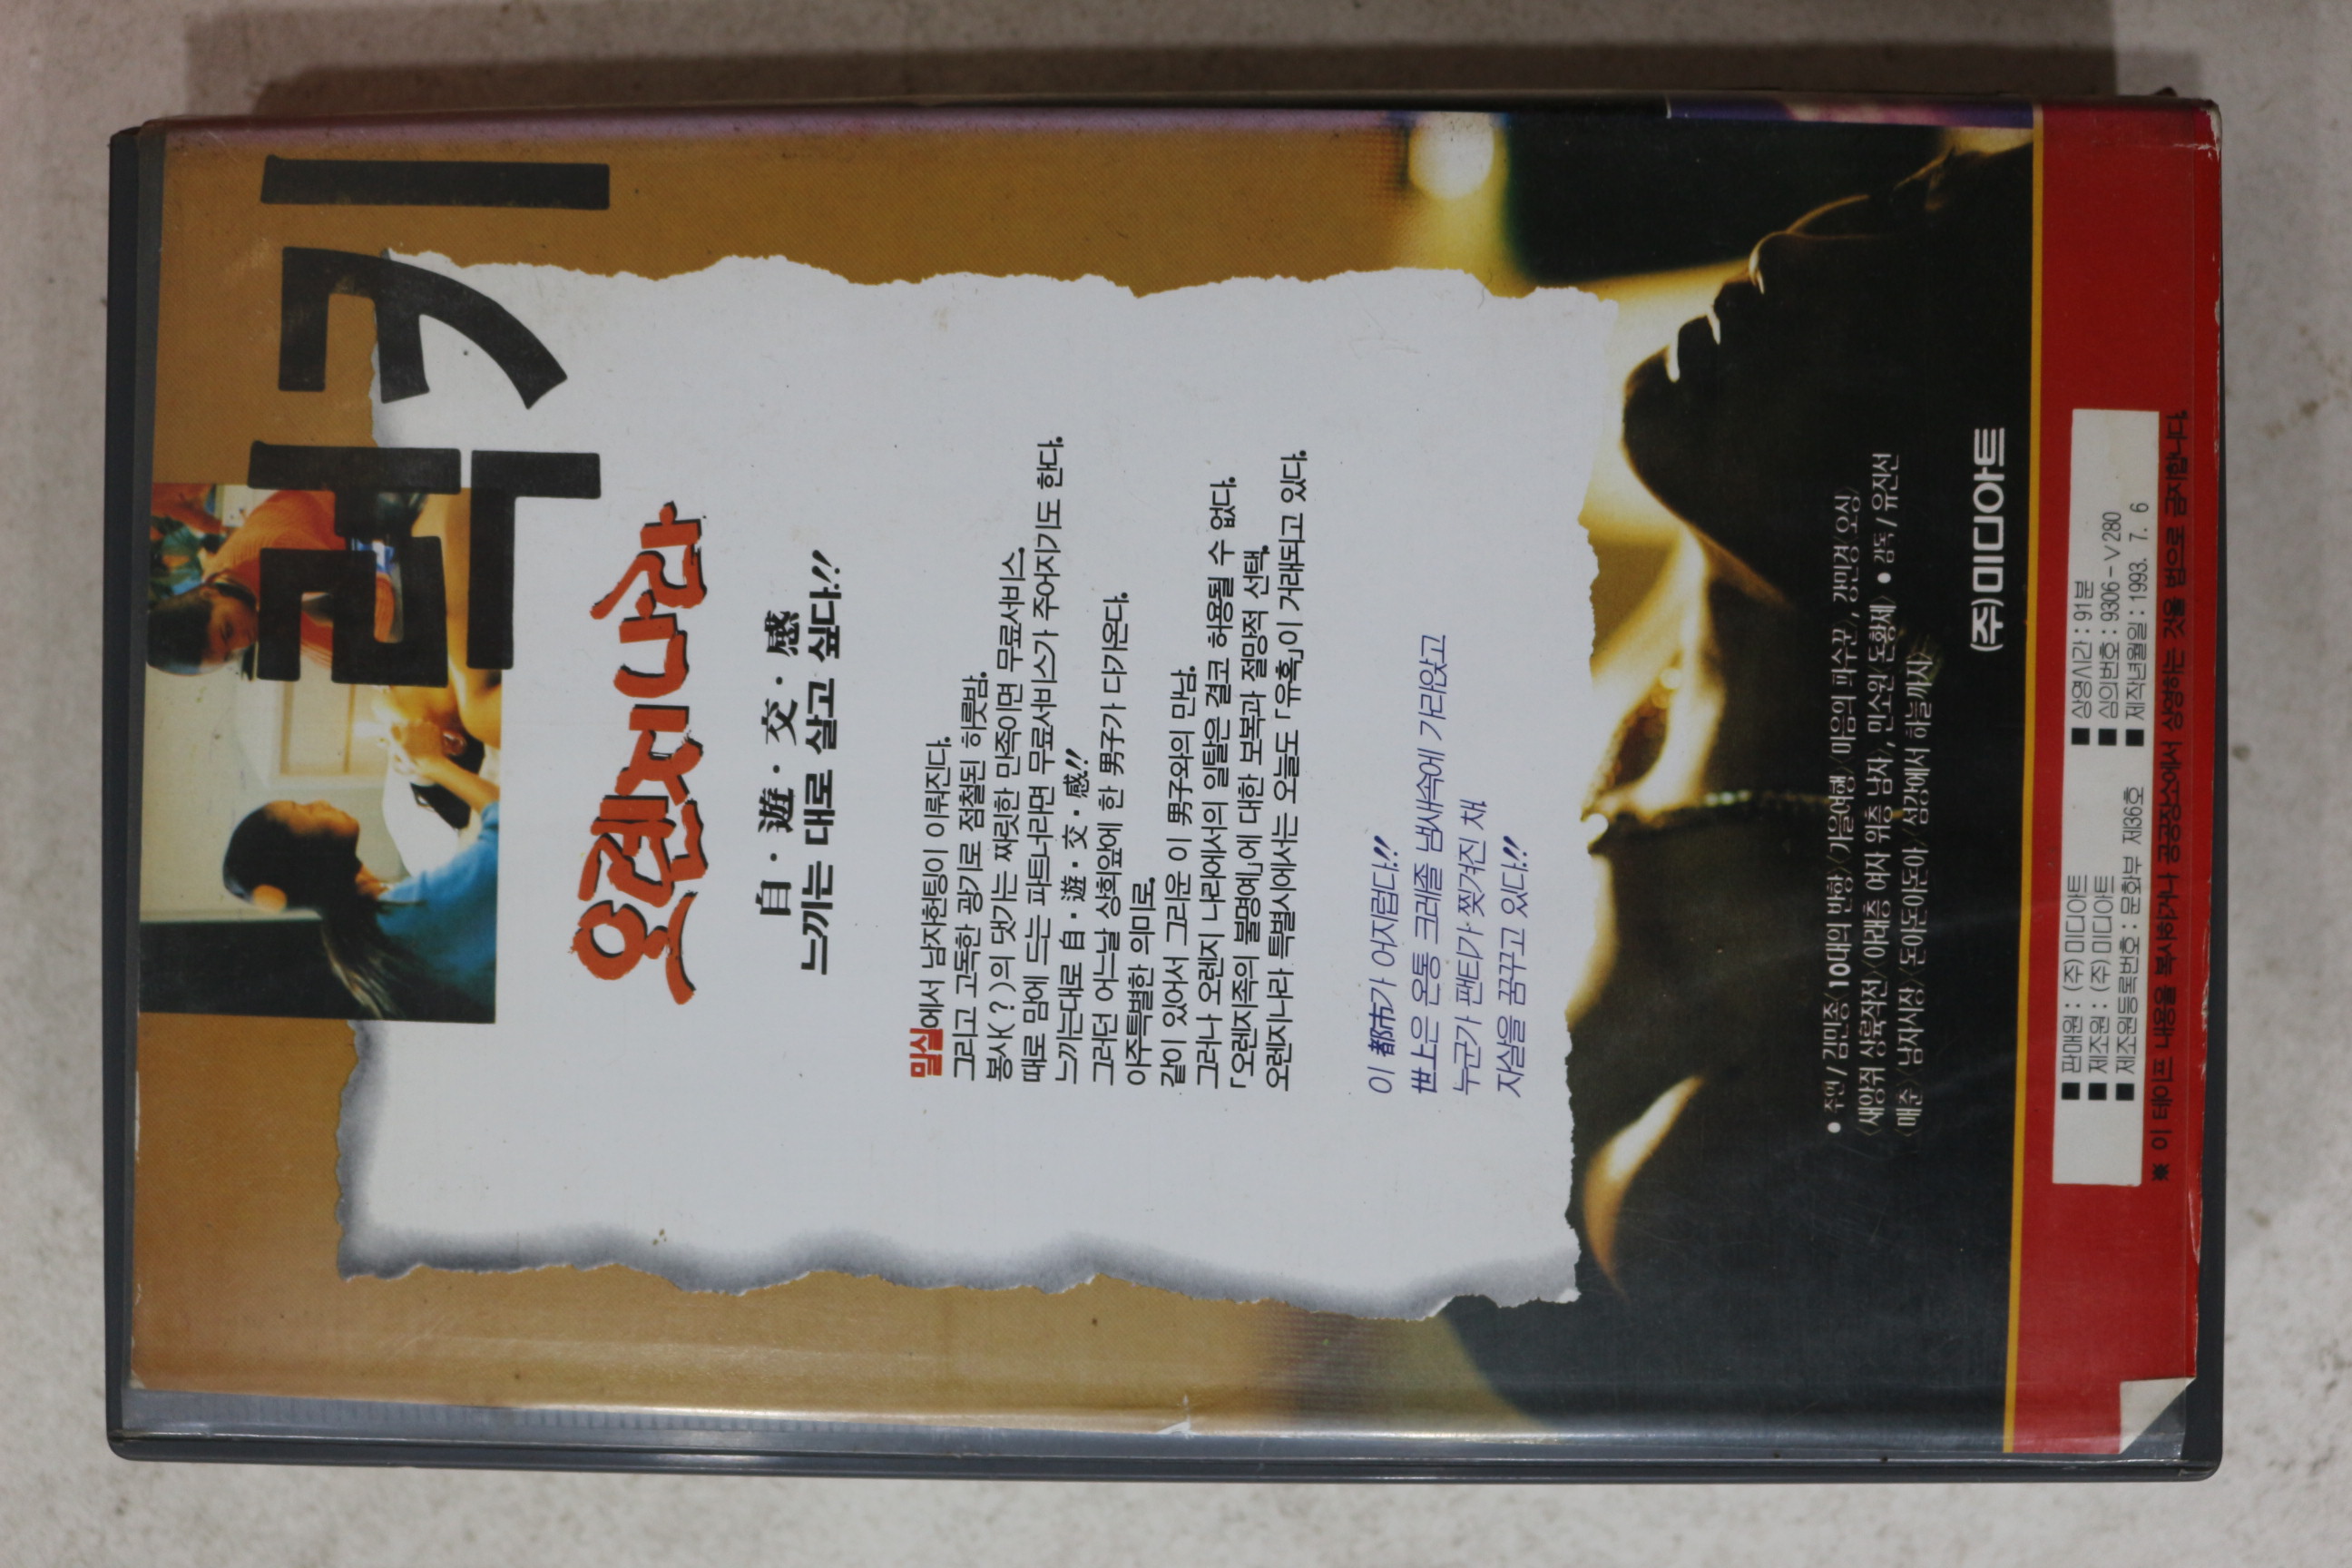 오렌지 나라
自·遊·交·感
느끼는 대로 살고 싶다!!
밀실에서 남자헌팅이 이뤄진다.
그리고 고독한 광기로 점철된 하룻밤.
봉사(?)의 댓가는 짜릿한 만족이면 무료서비스.
때로 맘에 드는 파트너라면 무료서비스가 주어지기도 한다.
느끼는대로 自·遊·交·感!!
그러던 어느날 상희앞에 한 男子가 다가온다.
아주특별한 의미로.
같이 있어서 그리운 이 男子와의 만남.
그러나 오렌지 나라에서의 일탈은 결코 허용될 수 없다.
「오렌지족의 불명예」에 대한 보복과 절망적 선택.
오렌지나라 특별시에서는 오늘도 「유혹」이 거래되고 있다.
이 都市가 어지럽다!!
世上은 온통 크레졸 냄새속에 가라앉고
누군가 팬티가 찢겨진 채
자살을 꿈꾸고 있다!!
● 주연/김민종〈10대의 반항〉〈가을여행〉〈마음의 파수꾼〉, 강민경〈오싱〉
〈새앙쥐 상륙작전〉〈아래층 여자 위층 남자〉, 민소원〈돈황제〉 ● 감독/유진선
〈매춘〉〈남자시장〉〈돈아돈아돈아〉〈섬강에서 하늘까지〉
(주)미디아트
■ 판매원 : (주)미디아트 ■ 상영시간 : 91분
■ 제조원 : (주)미디아트 ■ 심의번호 : 9306-V280
■ 제조원등록번호 : 문화부 제36호 ■ 제작년월일 : 1993. 7. 6
※ 이 테이프 내용을 복사하거나 공공장소에서 상영하는 것을 법으로 금지합니다.